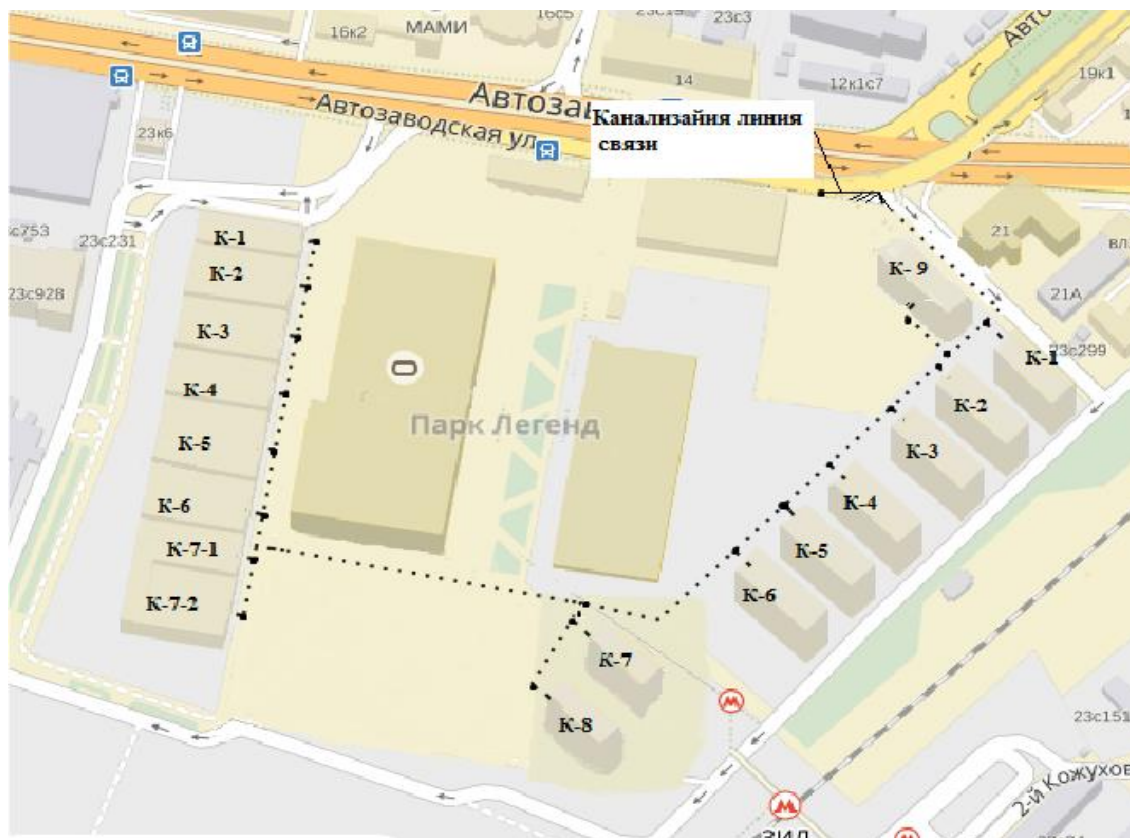 16к2
МАМИ
16с5
23с3
14
12к1с7
19к1
23к6
Автозаводская ул
Канализайия линия
связи
23с231
23с928
21
21А
23с299
К-1
К-2
К-3
К-4
К-5
К-6
К-7-1
К-7-2
Парк Легенд
К- 9
К-1
К-2
К-3
К-4
К-5
К-6
К-7
К-8
23с151
2-й Кожухов
ЗИЛ